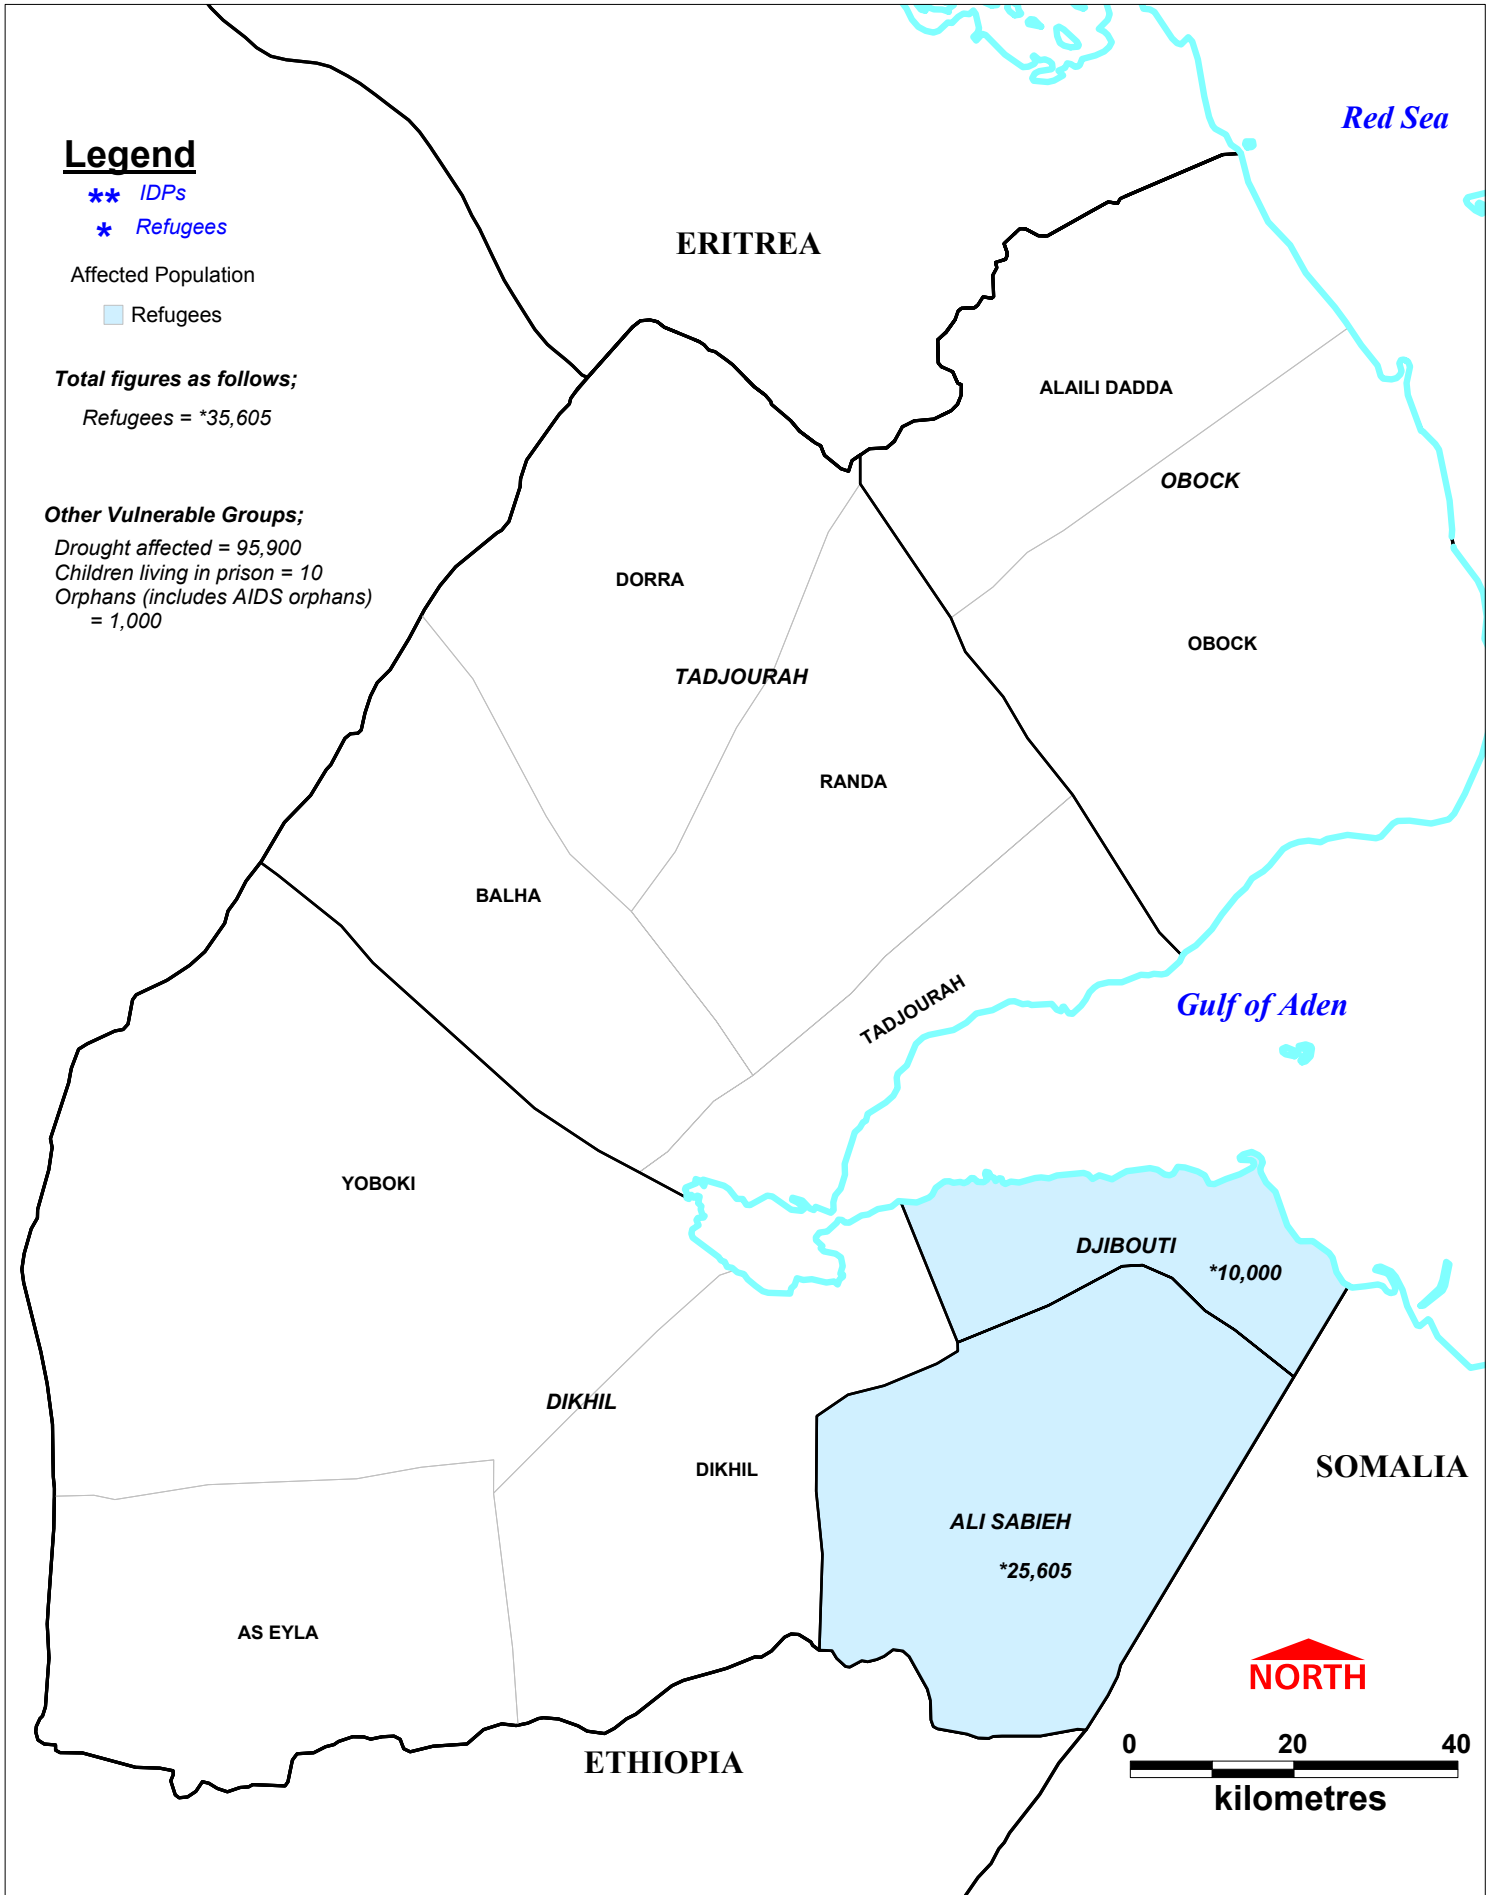 Red Sea
Legend
** IDPs
* Refugees
Affected Population
Refugees
Total figures as follows;
Refugees = *35,605
Other Vulnerable Groups;
Drought affected = 95,900
Children living in prison = 10
Orphans (includes AIDS orphans)
= 1,000
ERITREA
ALAILI DADDA
OBOCK
DORRA
OBOCK
TADJOURAH
RANDA
BALHA
TADJOURAH
Gulf of Aden
YOBOKI
DJIBOUTI
*10,000
DIKHIL
DIKHIL
SOMALIA
ALI SABIEH
*25,605
AS EYLA
NORTH
ETHIOPIA
0 20 40
kilometres